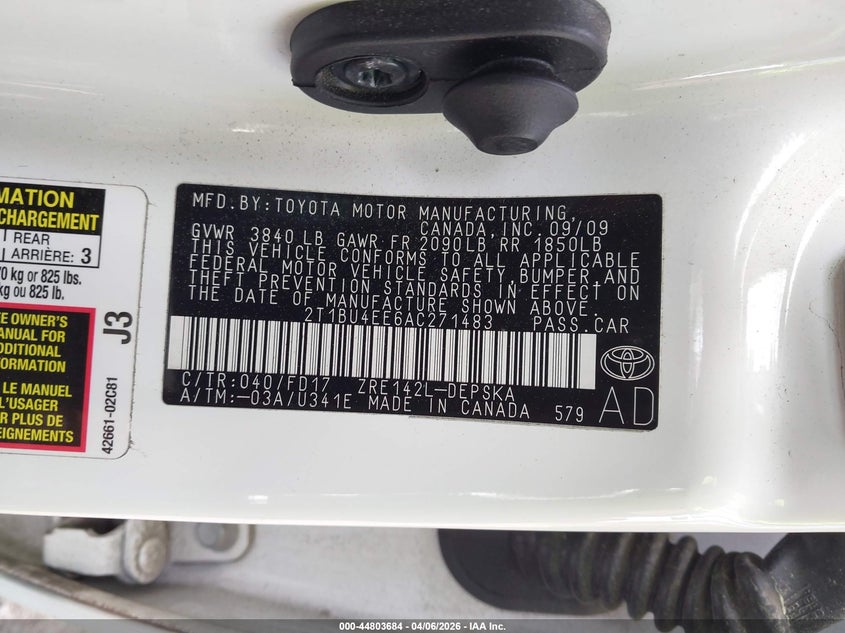 MATION
CHARGEMENT
REAR
ARRIÈRE: 3
0 kg or 825 lbs.
kg ou 825 lb.
E OWNER'S
MANUAL FOR
ADDITIONAL
INFORMATION
LE MANUEL
L'USAGER
R PLUS DE
EIGNEMENTS
J3
42661-02C81
MFD.BY:TOYOTA MOTOR MANUFACTURING,
CANADA, INC. 09/09
GVWR 3840 LB GAWR FR 2090LB RR 1850LB
THIS VEHICLE CONFORMS TO ALL APPLICABLE
FEDERAL MOTOR VEHICLE SAFETY, BUMPER,AND
THEFT PREVENTION STANDARDS IN EFFECT ON
THE DATE OF MANUFACTURE SHOWN ABOVE.
2T1BU4EE6AC271483 PASS.CAR
C/TR:040/FD17 ZRE142L-DEPSKA
A/TM:-03A/U341E MADE IN CANADA 579
AD
000-44803684 - 04/06/2026 - IAA Inc.